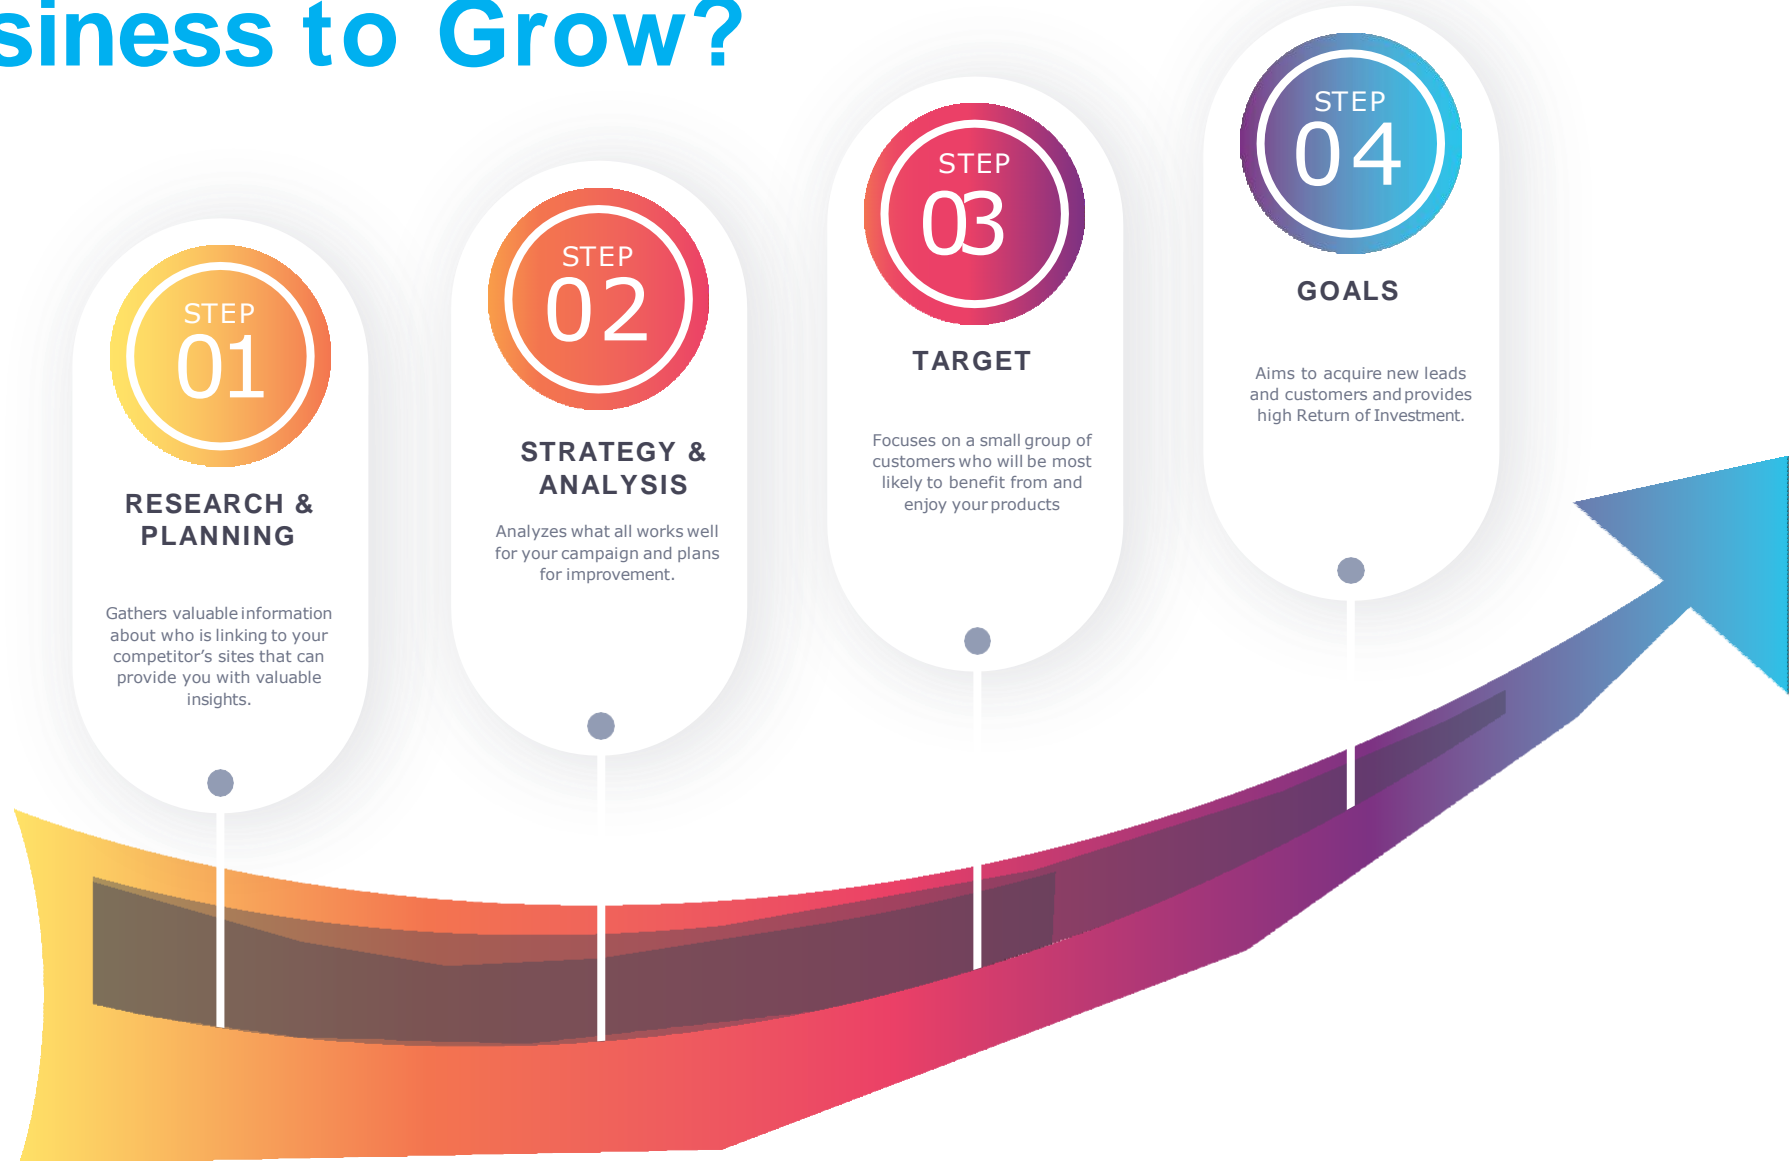 siness to Grow?
STEP
01
RESEARCH &
PLANNING
Gathers valuable information
about who is linking to your
competitor’s sites that can
provide you with valuable
insights.
STEP
02
STRATEGY &
ANALYSIS
Analyzes what all works well
for your campaign and plans
for improvement.
STEP
03
TARGET
Focuses on a small group of
customers who will be most
likely to benefit from and
enjoy your products
STEP
04
GOALS
Aims to acquire new leads
and customers and provides
high Return of Investment.